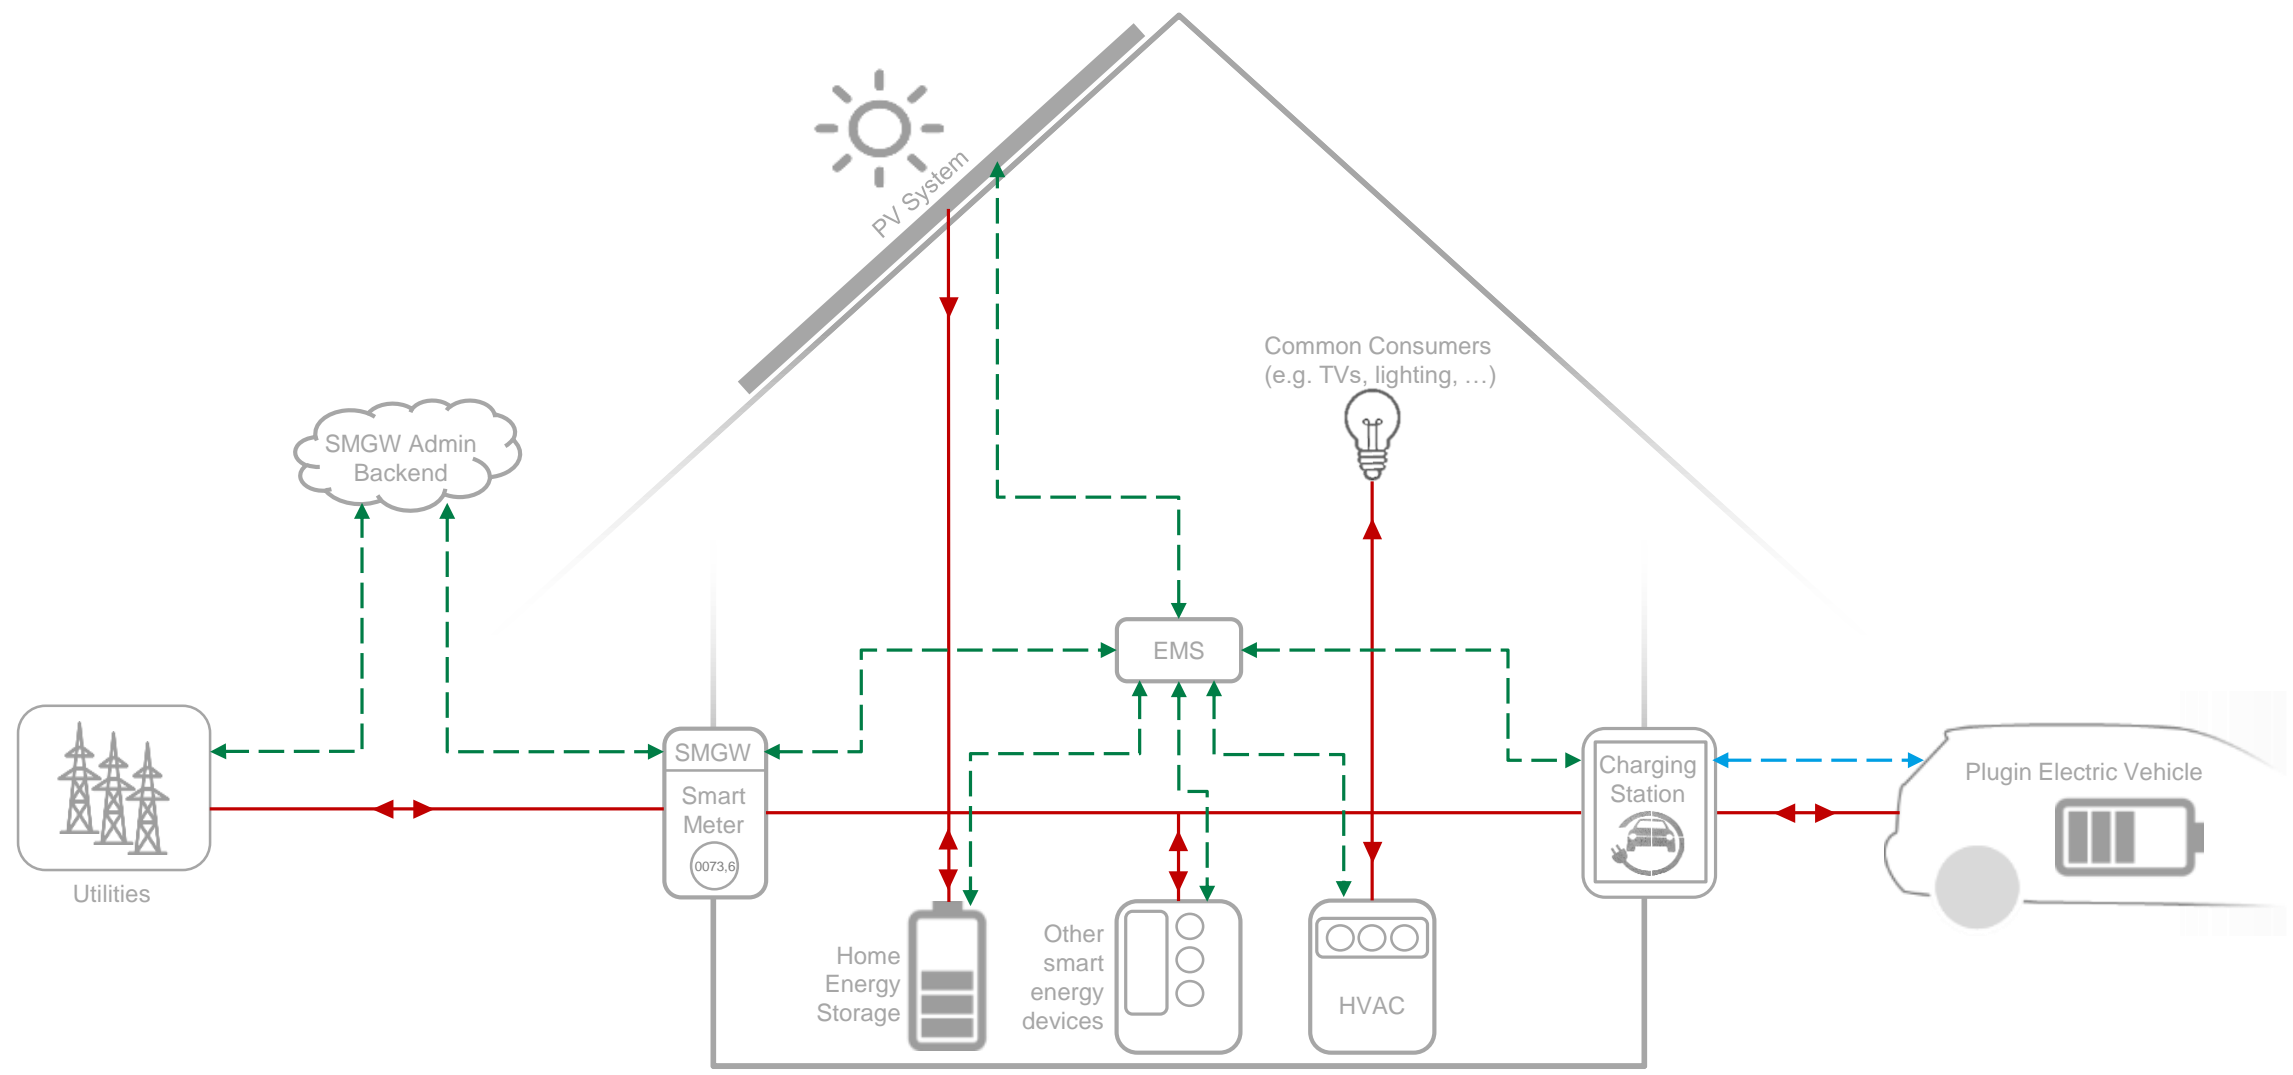 PV System
Common Consumers
(e.g. TVs, lighting, …)
SMGW Admin
Backend
EMS
SMGW
Smart
Meter
0073,6
Utilities
Charging
Station
Plugin Electric Vehicle
Home
Energy
Storage
Other
smart
energy
devices
HVAC